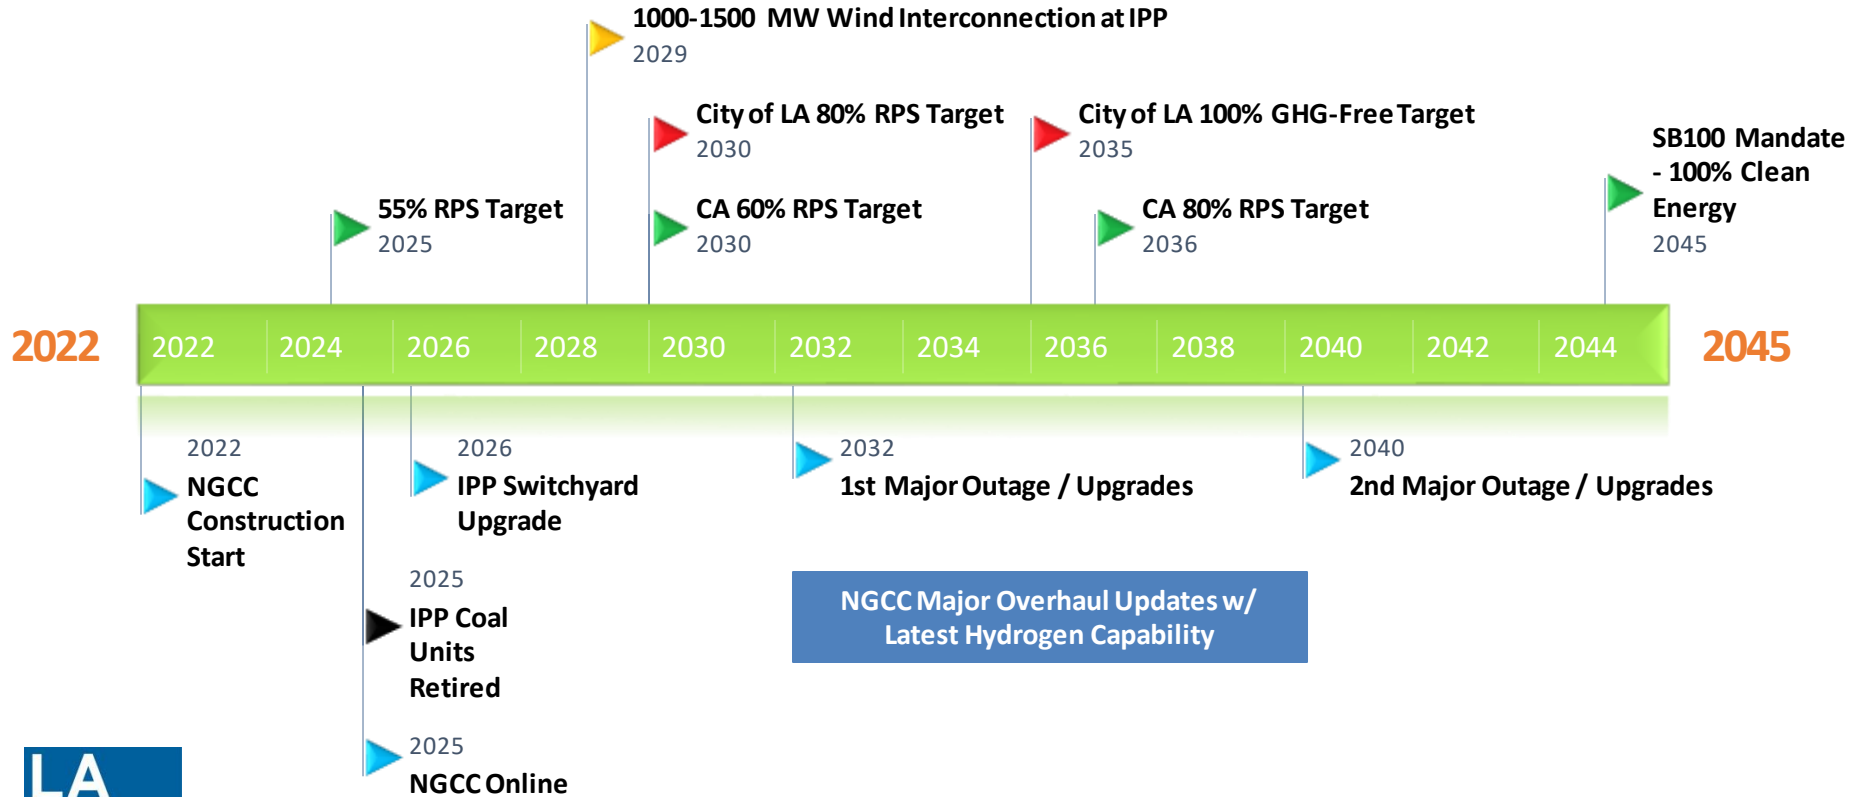 1000-1500 MW Wind Interconnection at IPP
2029
City of LA 80% RPS Target
2030
City of LA 100% GHG-Free Target
2035
SB100 Mandate
- 100% Clean
Energy
2045
55% RPS Target
2025
CA 60% RPS Target
2030
CA 80% RPS Target
2036
2022
2022 2024 2026 2028 2030 2032 2034 2036 2038 2040 2042 2044
2045
2022
NGCC
Construction
Start
2026
IPP Switchyard
Upgrade
2032
1st Major Outage / Upgrades
2040
2nd Major Outage / Upgrades
2025
IPP Coal
Units
Retired
NGCC Major Overhaul Updates w/
Latest Hydrogen Capability
2025
NGCC Online
LA